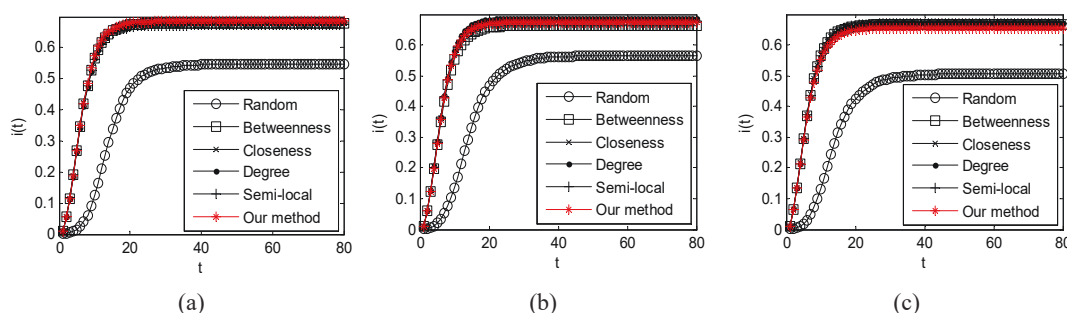 0.6
0.5
0.4
0.3
0.2
0.1
0
i(t)
0 20 40 60 80
t
Random
Betweenness
Closeness
Degree
Semi-local
Our method
(a)
0.6
0.5
0.4
0.3
0.2
0.1
0
i(t)
0 20 40 60 80
t
Random
Betweenness
Closeness
Degree
Semi-local
Our method
(b)
0.6
0.5
0.4
0.3
0.2
0.1
0
i(t)
0 20 40 60 80
t
Random
Betweenness
Closeness
Degree
Semi-local
Our method
(c)